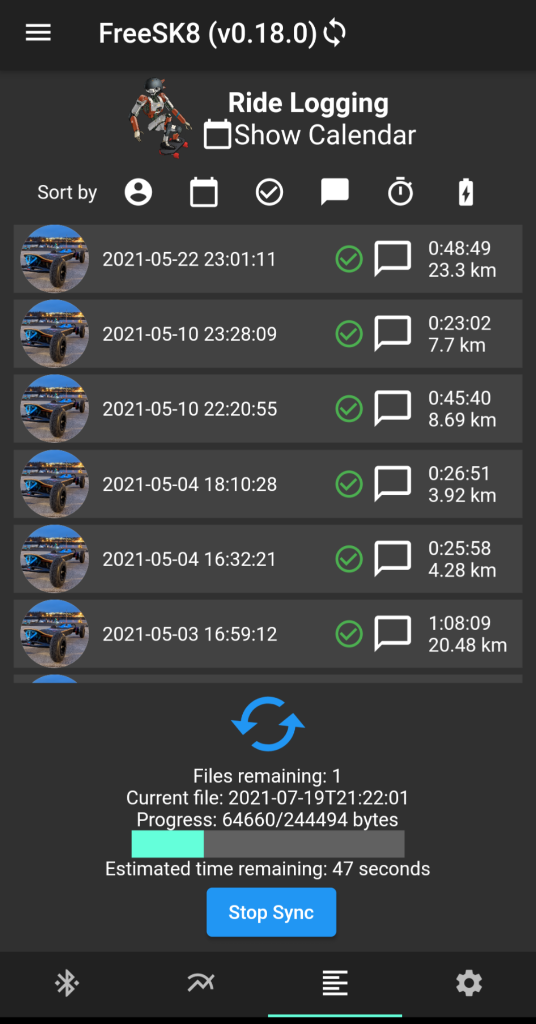 FreeSK8 (v0.18.0)
Ride Logging
Show Calendar
Sort by
2021-05-22 23:01:11
0:48:49
23.3 km
2021-05-10 23:28:09
0:23:02
7.7 km
2021-05-10 22:20:55
0:45:40
8.69 km
2021-05-04 18:10:28
0:26:51
3.92 km
2021-05-04 16:32:21
0:25:58
4.28 km
2021-05-03 16:59:12
1:08:09
20.48 km
Files remaining: 1
Current file: 2021-07-19T21:22:01
Progress: 64660/244494 bytes
Estimated time remaining: 47 seconds
Stop Sync